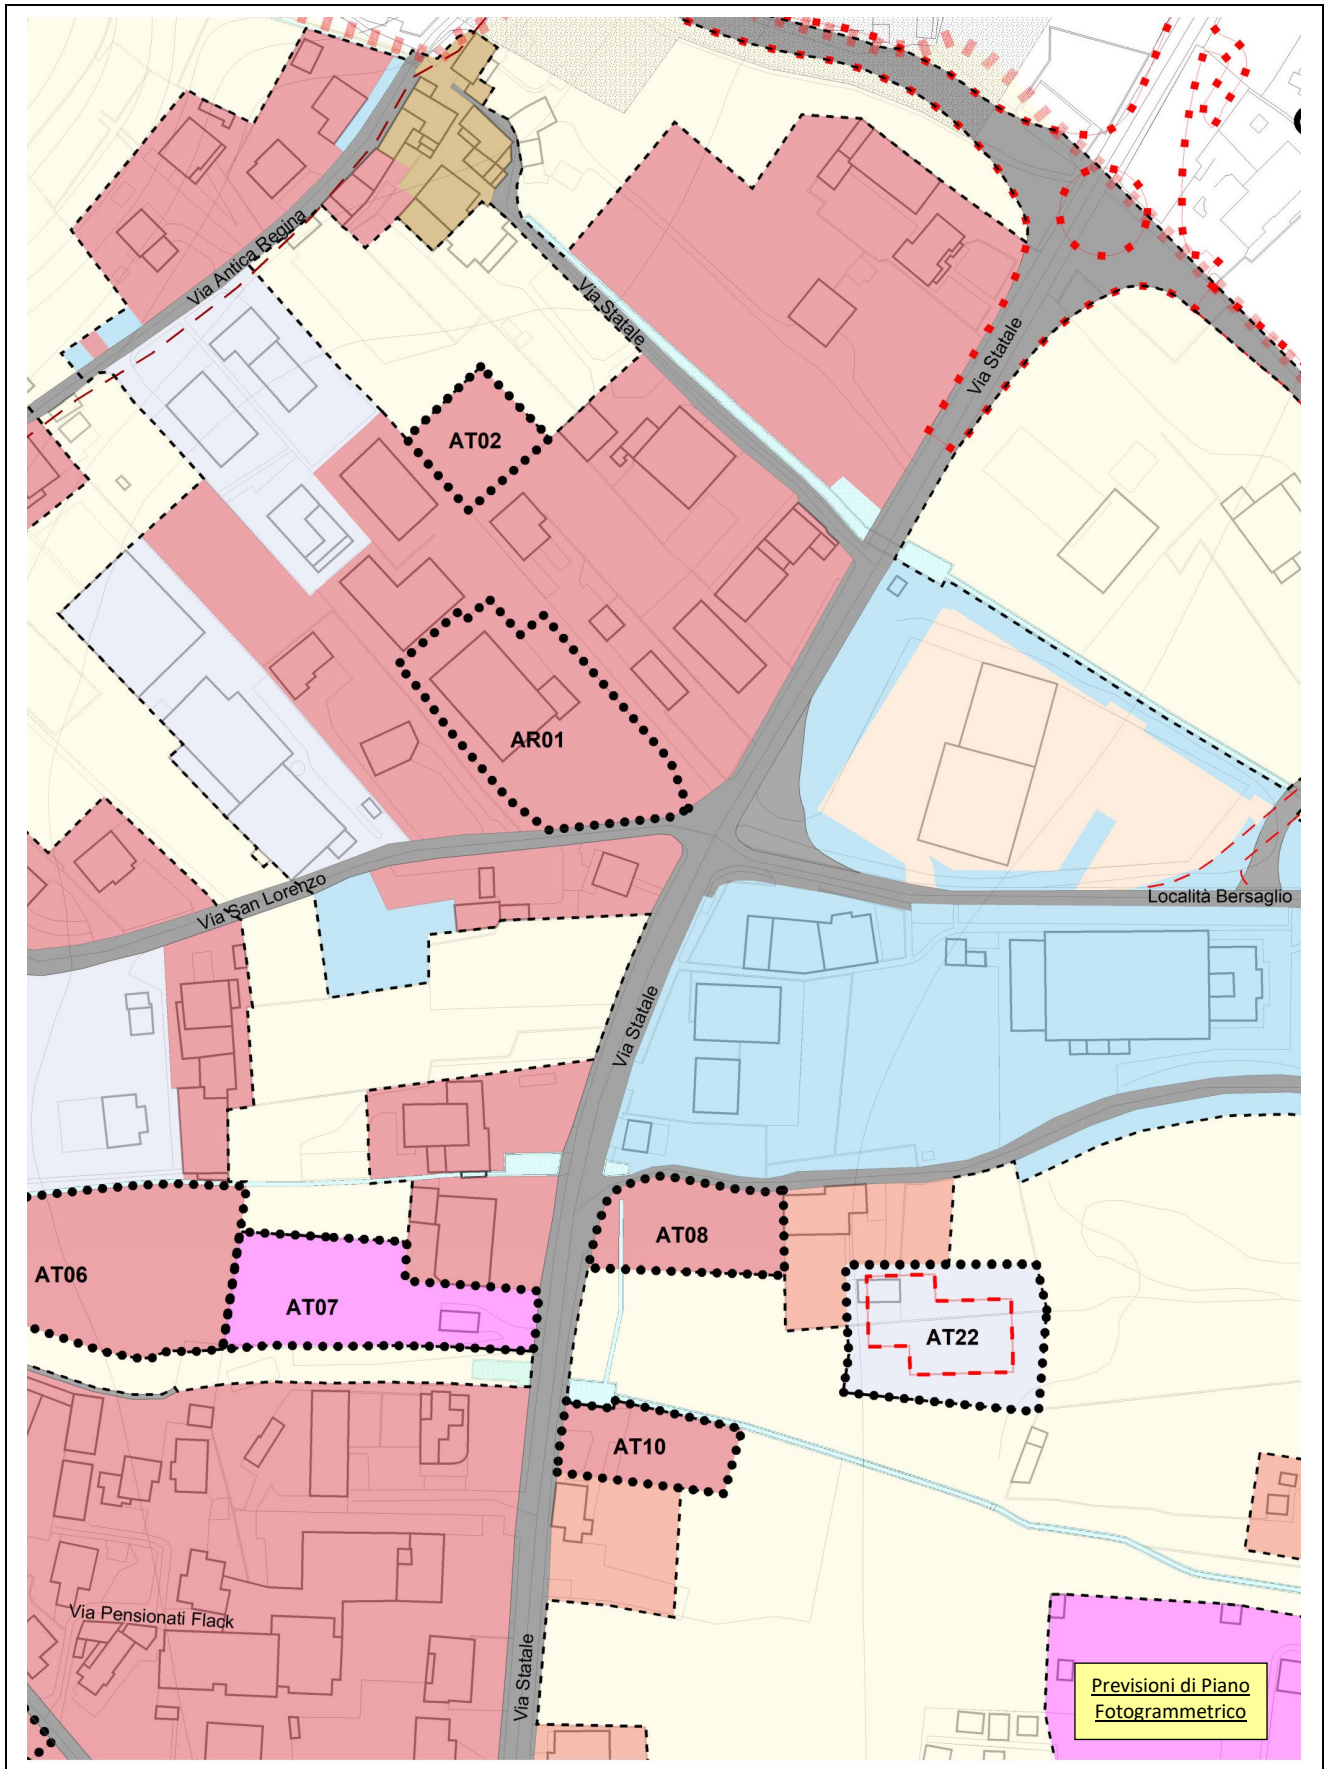 Via Antica Regina
Via Statale
Via Statale
AT02
AR01
Via San Lorenzo
Località Bersaglio
Via Statale
AT06
AT07
AT08
AT22
AT10
Via Pensionati Flack
Via Statale
Previsioni di Piano
Fotogrammetrico